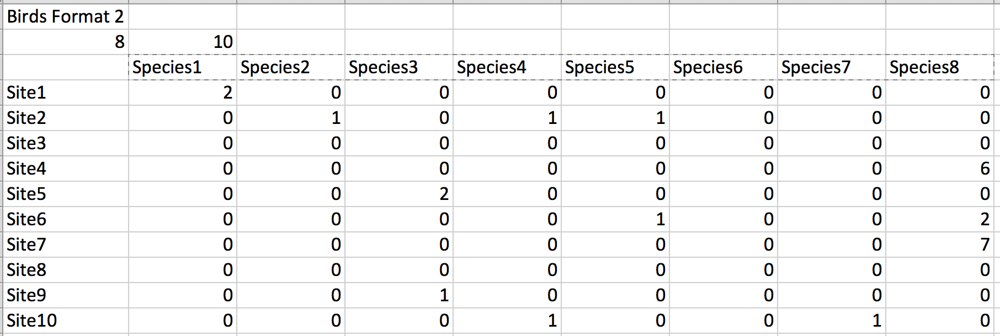 Birds Format 2
8 10
Species1 Species2 Species3 Species4 Species5 Species6 Species7 Species8
Site1 2 0 0 0 0 0 0 0
Site2 0 1 0 1 1 0 0 0
Site3 0 0 0 0 0 0 0 0
Site4 0 0 0 0 0 0 0 6
Site5 0 0 2 0 0 0 0 0
Site6 0 0 0 0 1 0 0 2
Site7 0 0 0 0 0 0 0 7
Site8 0 0 0 0 0 0 0 0
Site9 0 0 1 0 0 0 0 0
Site10 0 0 0 1 0 0 1 0